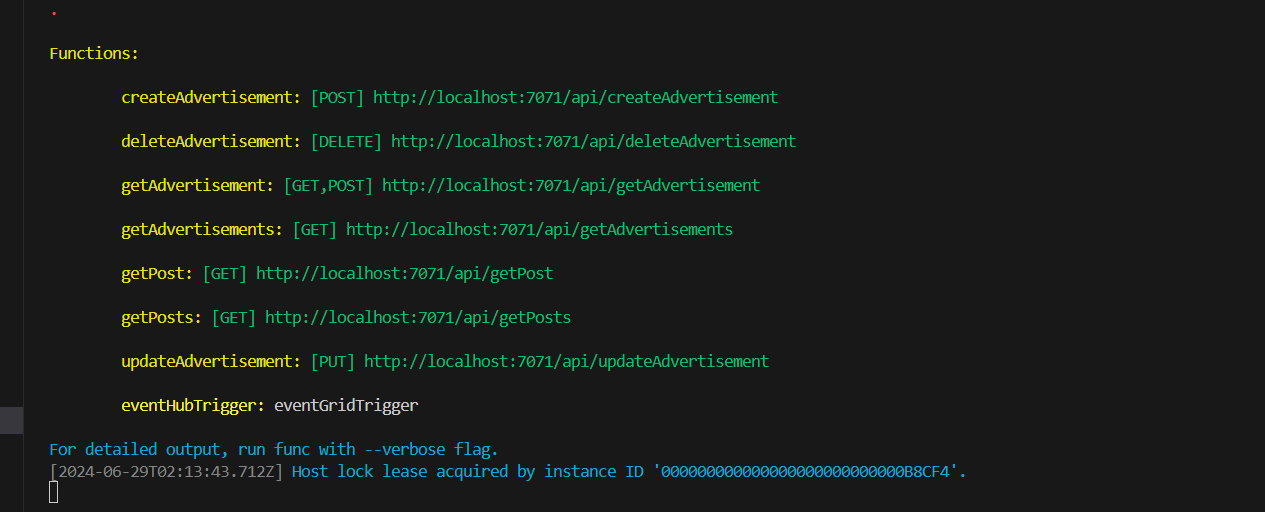 .
Functions:
createAdvertisement: [POST] http://localhost:7071/api/createAdvertisement
deleteAdvertisement: [DELETE] http://localhost:7071/api/deleteAdvertisement
getAdvertisement: [GET,POST] http://localhost:7071/api/getAdvertisement
getAdvertisements: [GET] http://localhost:7071/api/getAdvertisements
getPost: [GET] http://localhost:7071/api/getPost
getPosts: [GET] http://localhost:7071/api/getPosts
updateAdvertisement: [PUT] http://localhost:7071/api/updateAdvertisement
eventHubTrigger: eventGridTrigger
For detailed output, run func with --verbose flag.
[2024-06-29T02:13:43.712Z] Host lock lease acquired by instance ID '000000000000000000000000000B8CF4'.